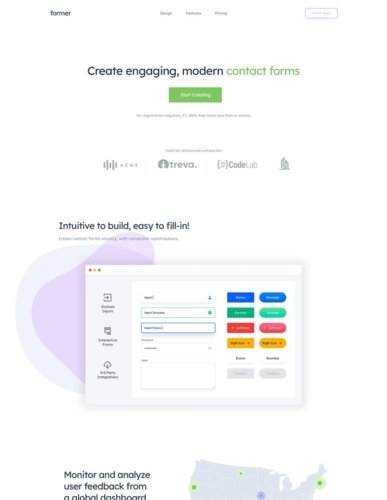 former
Design
Features
Pricing
Create engaging, modern contact forms
Start Creating
No registration required, it's 100% free takes less than a minute.
Used by reknowned companies
ACME
treva.
{S}CodeLab
Intuitive to build, easy to fill-in!
Create contact forms visually, with conversion optimizations.
Stylized
Inputs
Interactive
Forms
3rd Party
Integrations
Input |
Input Success
Input Focus |
Password
Label
Button
Rounded
Button
Success
Left Icon
Left Icon
Right Icon
Right Icon
Button
Rounded
Disabled
Disabled
Monitor and analyze
user feedback from
a global dashboard